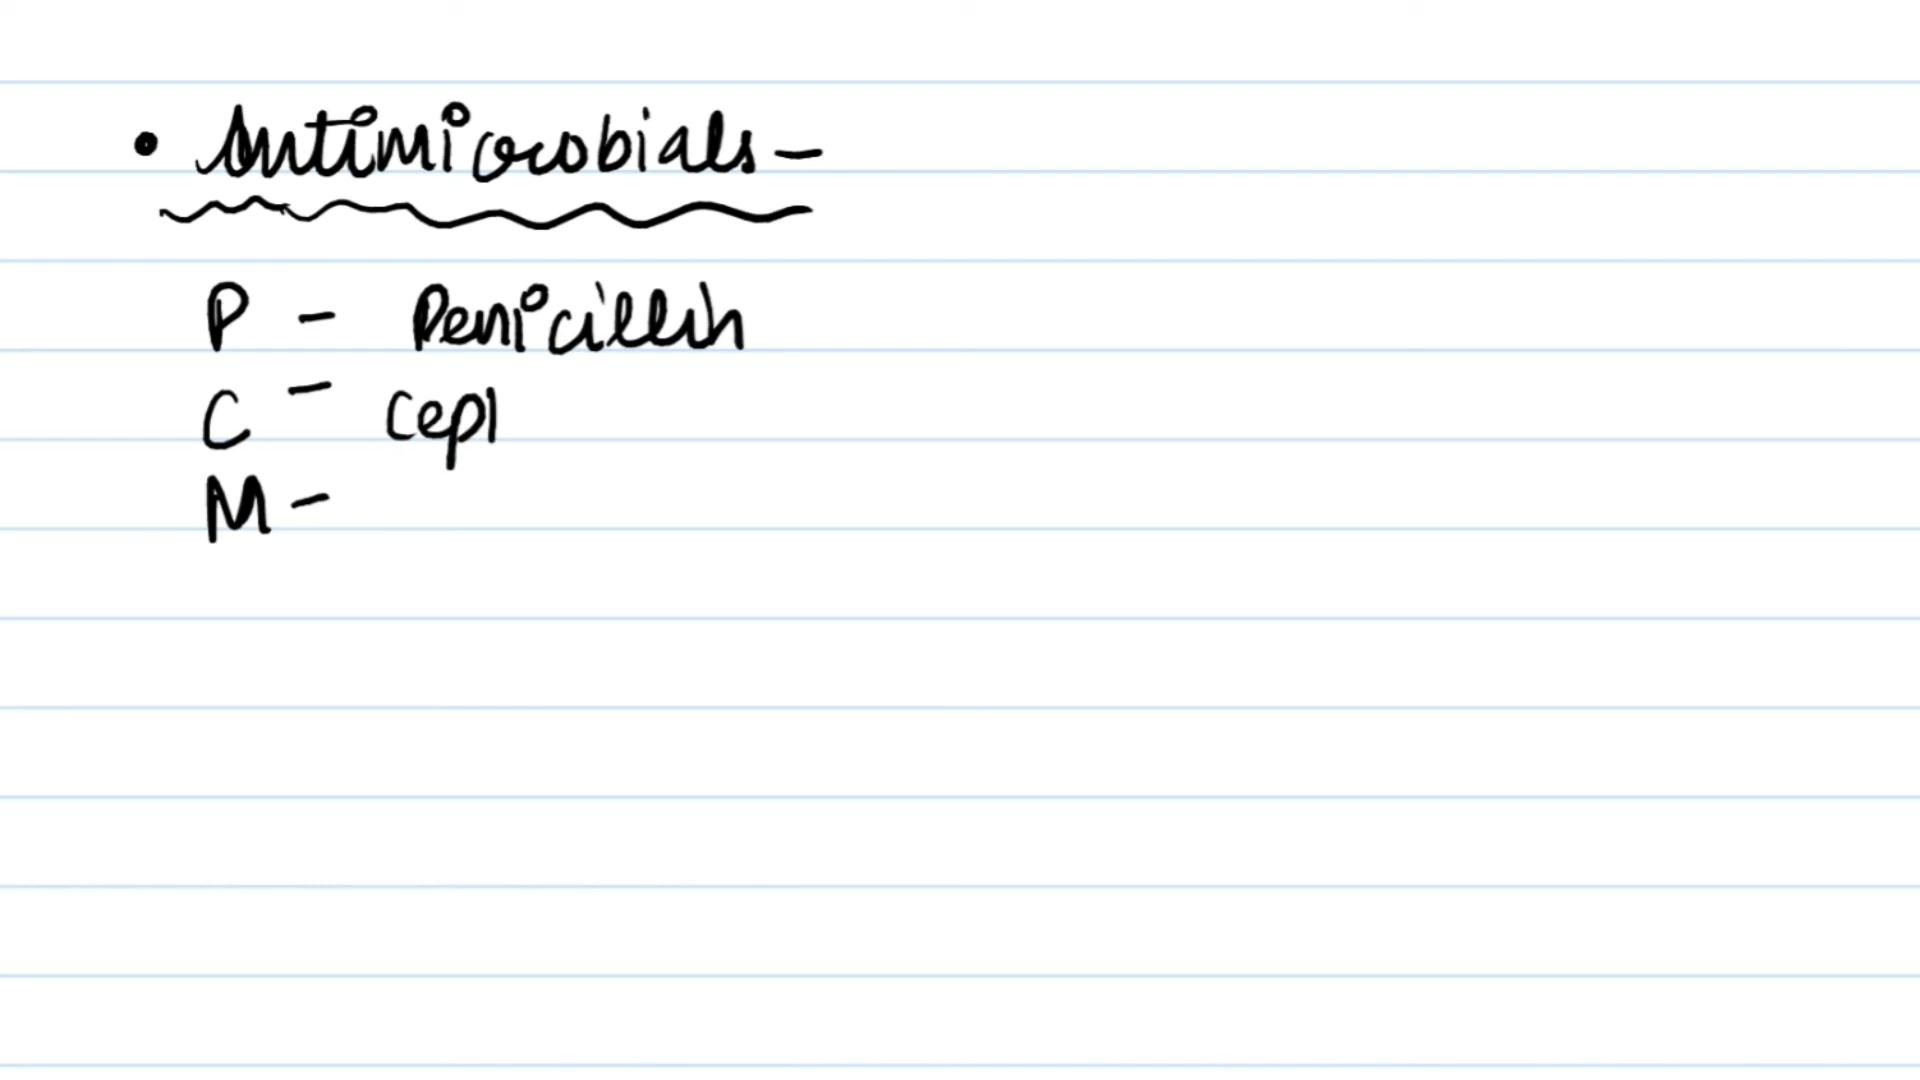 • Antimicrobials -
P - Penicillin
C - Cepl
M -